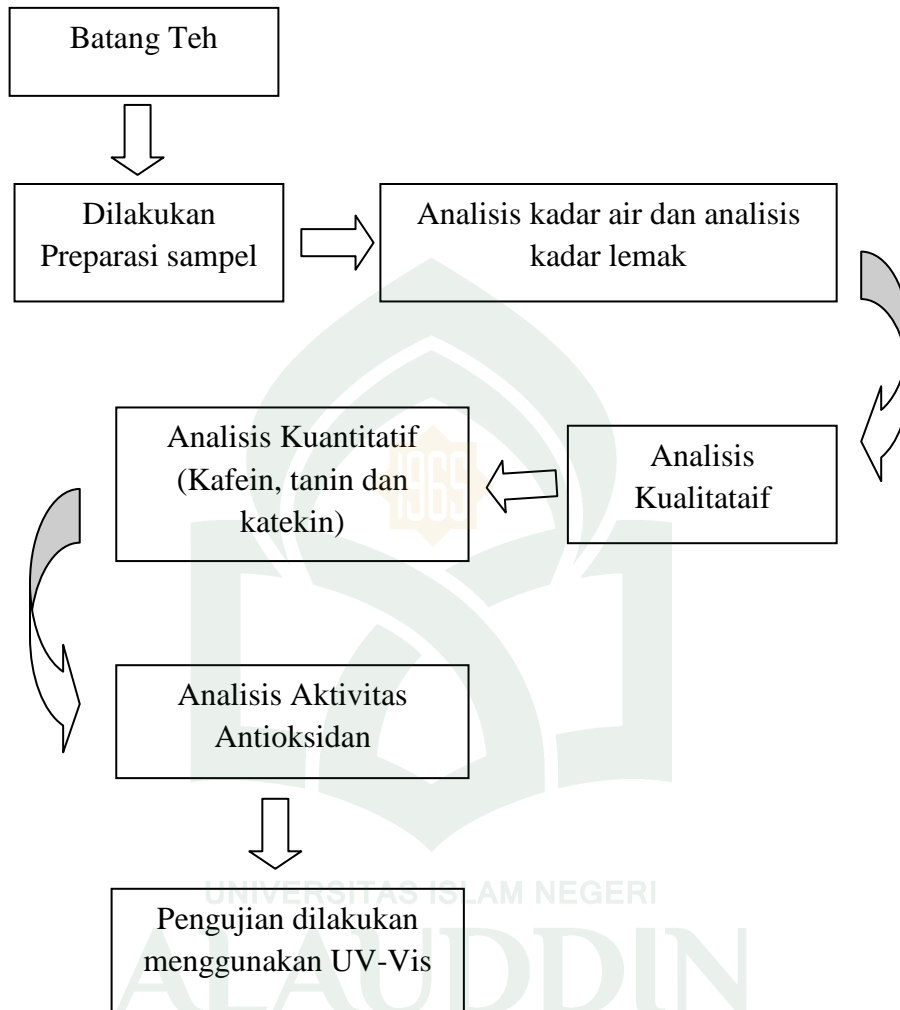 Batang Teh
Dilakukan
Preparasi sampel
Analisis kadar air dan analisis
kadar lemak
Analisis
Kualitataif
Analisis Kuantitatif
(Kafein, tanin dan
katekin)
1965
Analisis Aktivitas
Antioksidan
UNIVERSITAS ISLAM NEGERI
Pengujian dilakukan
menggunakan UV-Vis
ALAUDDIN